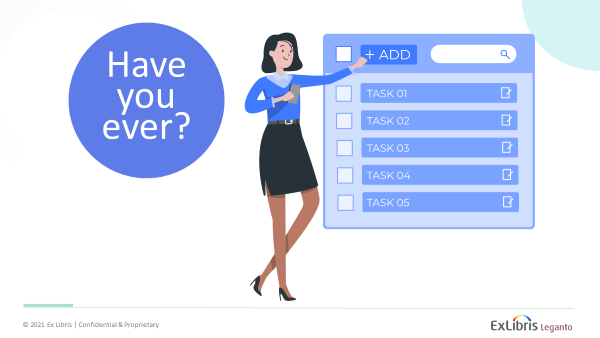 Have
you
ever?
+ ADD
TASK 01
TASK 02
TASK 03
TASK 04
TASK 05
© 2021 Ex Libris | Confidential & Proprietary
ExLibris Leganto